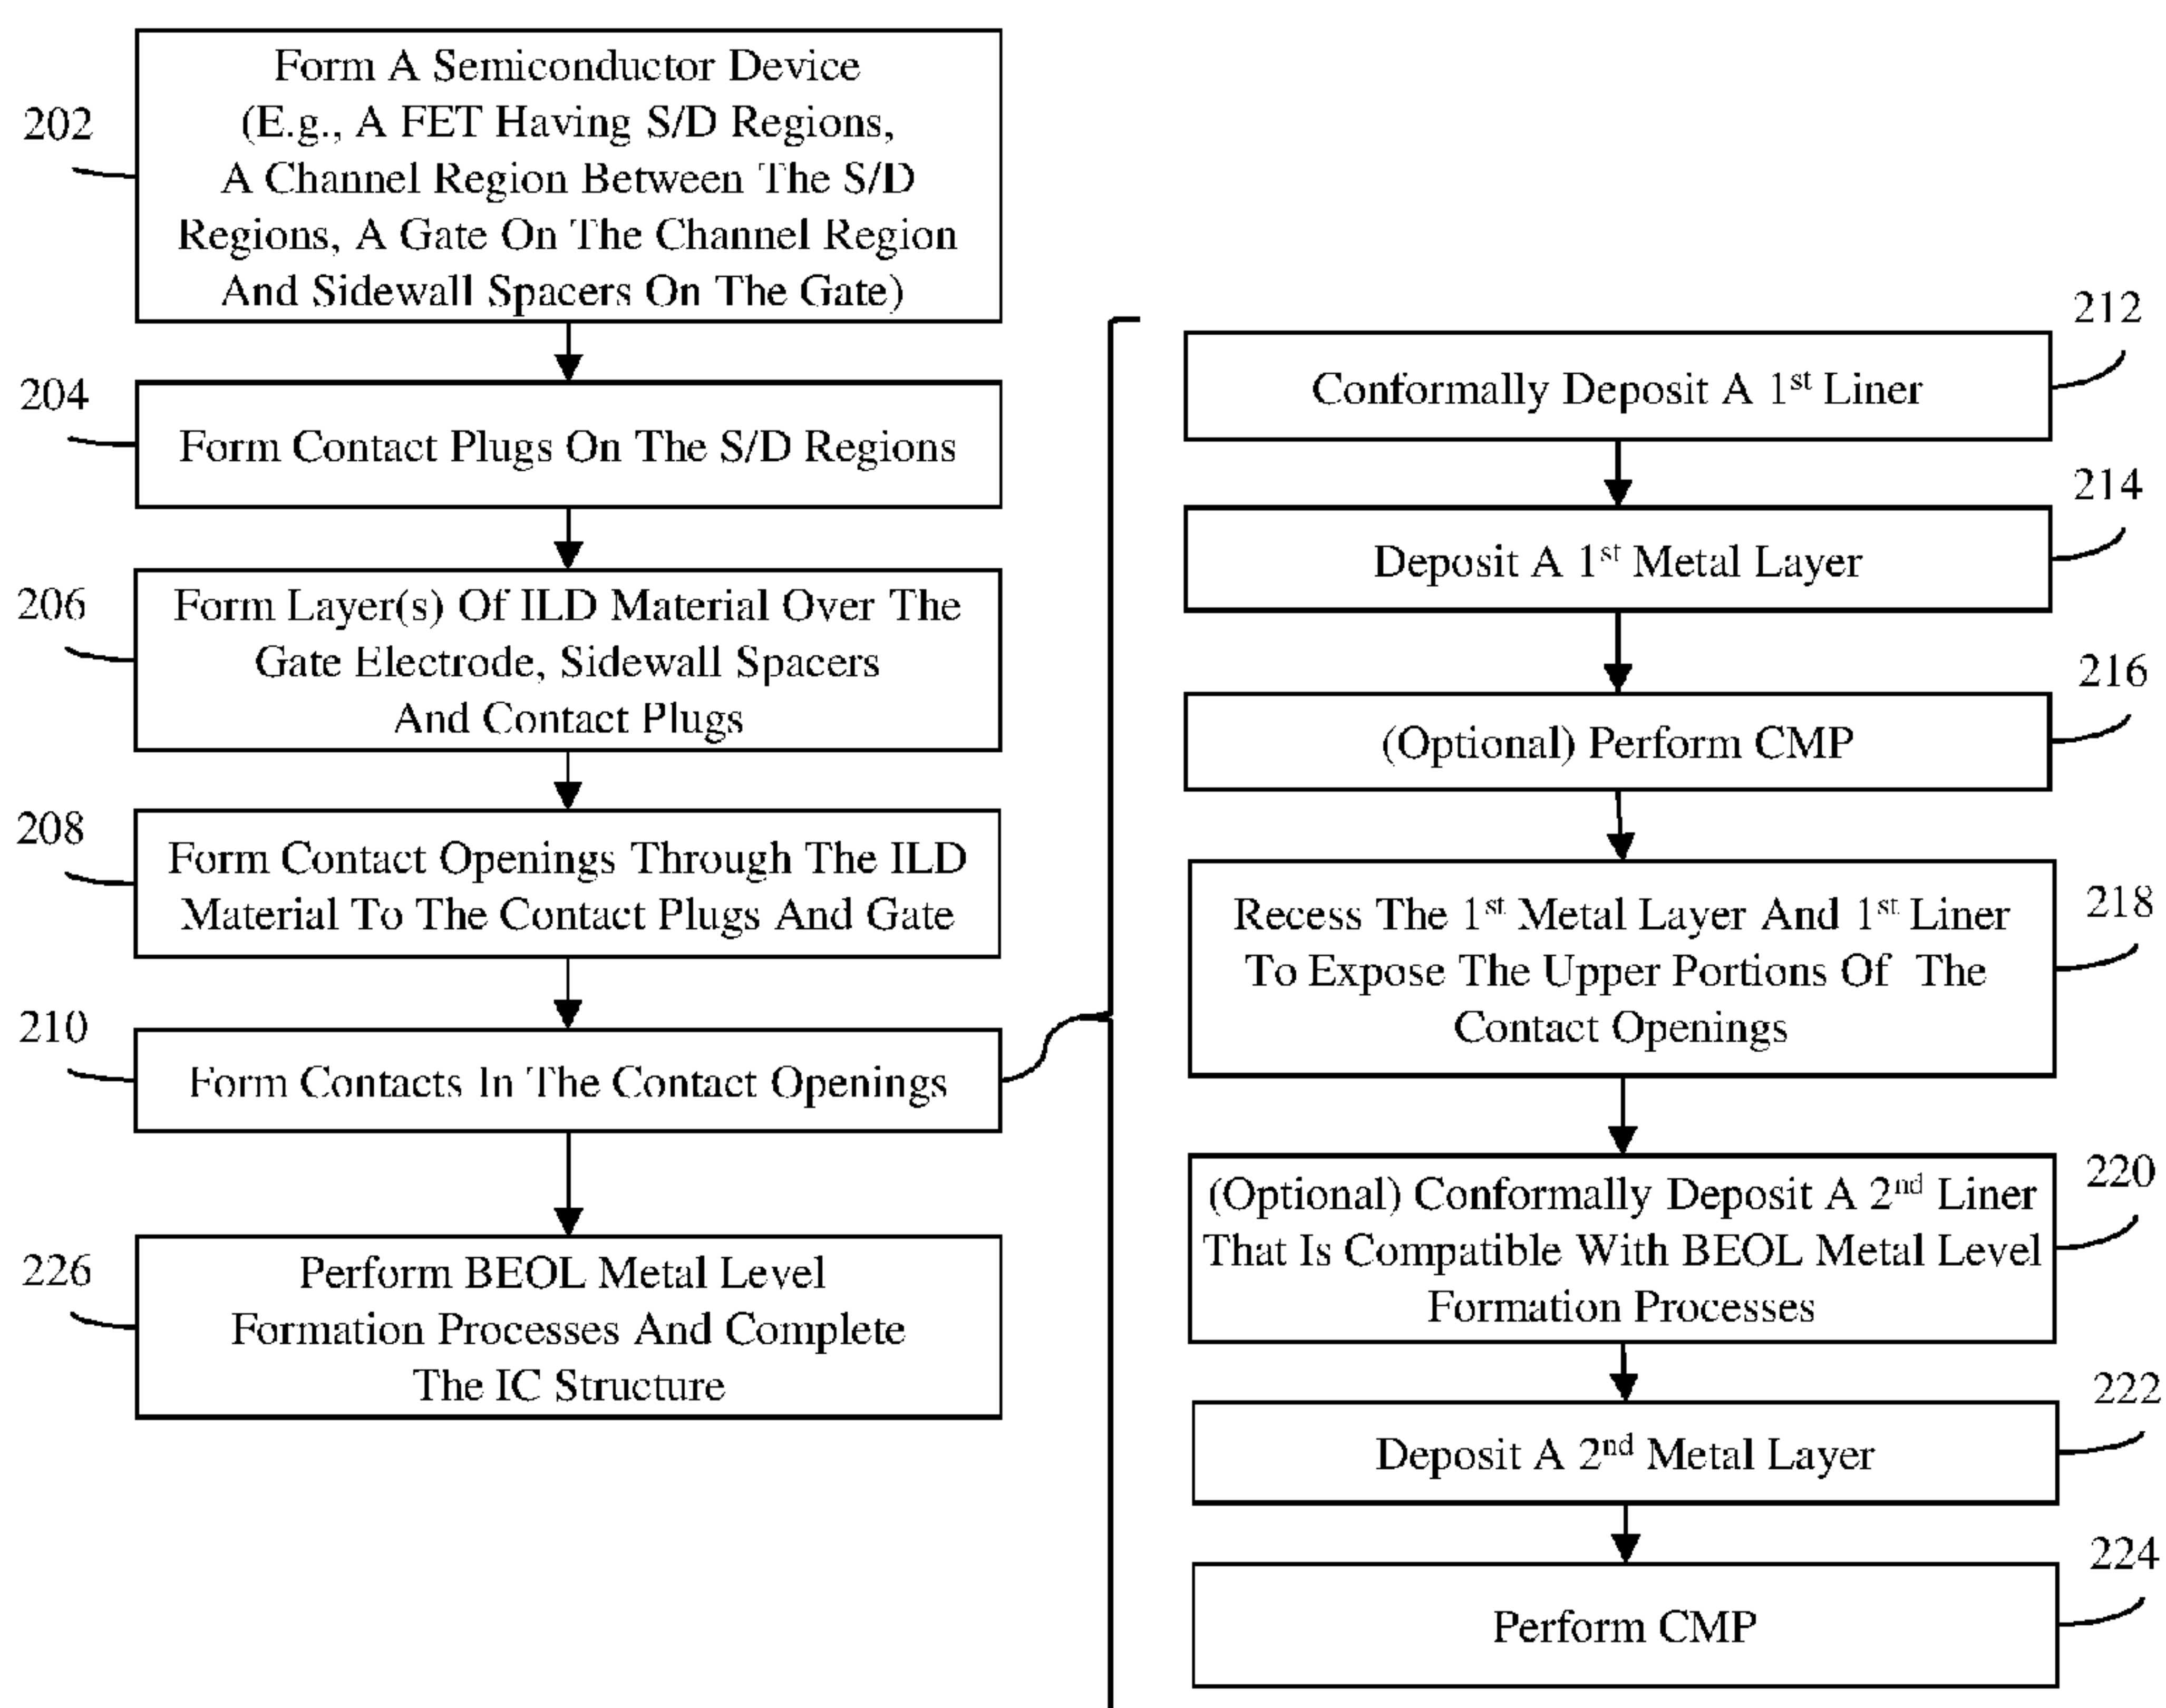 202
Form A Semiconductor Device
(E.g., A FET Having S/D Regions,
A Channel Region Between The S/D
Regions, A Gate On The Channel Region
And Sidewall Spacers On The Gate)
204
Form Contact Plugs On The S/D Regions
206
Form Layer(s) Of ILD Material Over The
Gate Electrode, Sidewall Spacers
And Contact Plugs
208
Form Contact Openings Through The ILD
Material To The Contact Plugs And Gate
210
Form Contacts In The Contact Openings
226
Perform BEOL Metal Level
Formation Processes And Complete
The IC Structure
212
Conformally Deposit A 1st Liner
214
Deposit A 1st Metal Layer
216
(Optional) Perform CMP
218
Recess The 1st Metal Layer And 1st Liner
To Expose The Upper Portions Of The
Contact Openings
220
(Optional) Conformally Deposit A 2nd Liner
That Is Compatible With BEOL Metal Level
Formation Processes
222
Deposit A 2nd Metal Layer
224
Perform CMP